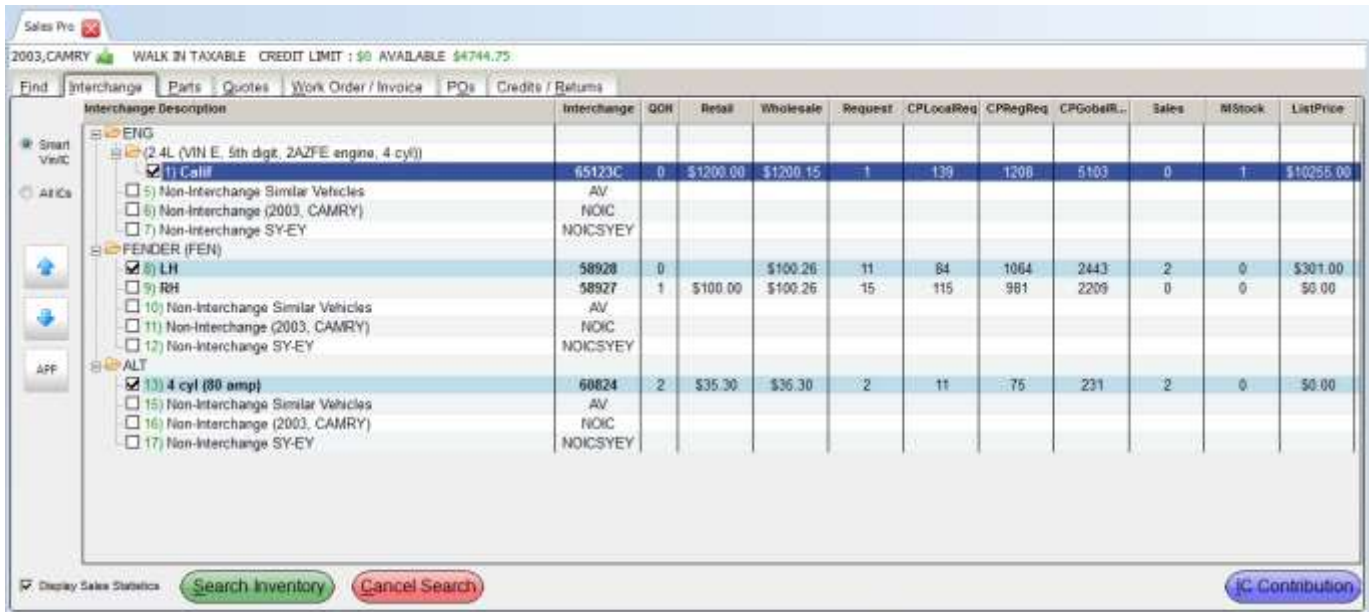 Sales Pro
2003,CAMRY WALK IN TAXABLE CREDIT LIMIT : $0 AVAILABLE $4744.75
Find Interchange Parts Quotes Work Order / Invoice POs Credits / Returns
Interchange Description Interchange QOH Retail Wholesale Request CPLocalReq CPRegReq CPGobalR... Sales MStock ListPrice
Smart Vin/IC
All ICs
APP
ENG
(2.4L (VIN E, 5th digit, 2AZFE engine, 4 cyl))
1) Calif 65123C 0 $1200.00 $1200.15 1 139 1208 5103 0 1 $10255.00
5) Non-Interchange Similar Vehicles AV
6) Non-Interchange (2003, CAMRY) NOIC
7) Non-Interchange SY-EY NOICSYEY
FENDER (FEN)
8) LH 58928 0 $100.26 11 84 1064 2443 2 0 $301.00
9) RH 58927 1 $100.00 $100.26 15 115 981 2209 0 0 $0.00
10) Non-Interchange Similar Vehicles AV
11) Non-Interchange (2003, CAMRY) NOIC
12) Non-Interchange SY-EY NOICSYEY
ALT
13) 4 cyl (80 amp) 60824 2 $35.30 $36.30 2 11 75 231 2 0 $0.00
15) Non-Interchange Similar Vehicles AV
16) Non-Interchange (2003, CAMRY) NOIC
17) Non-Interchange SY-EY NOICSYEY
Display Sales Statistics Search Inventory Cancel Search IC Contribution